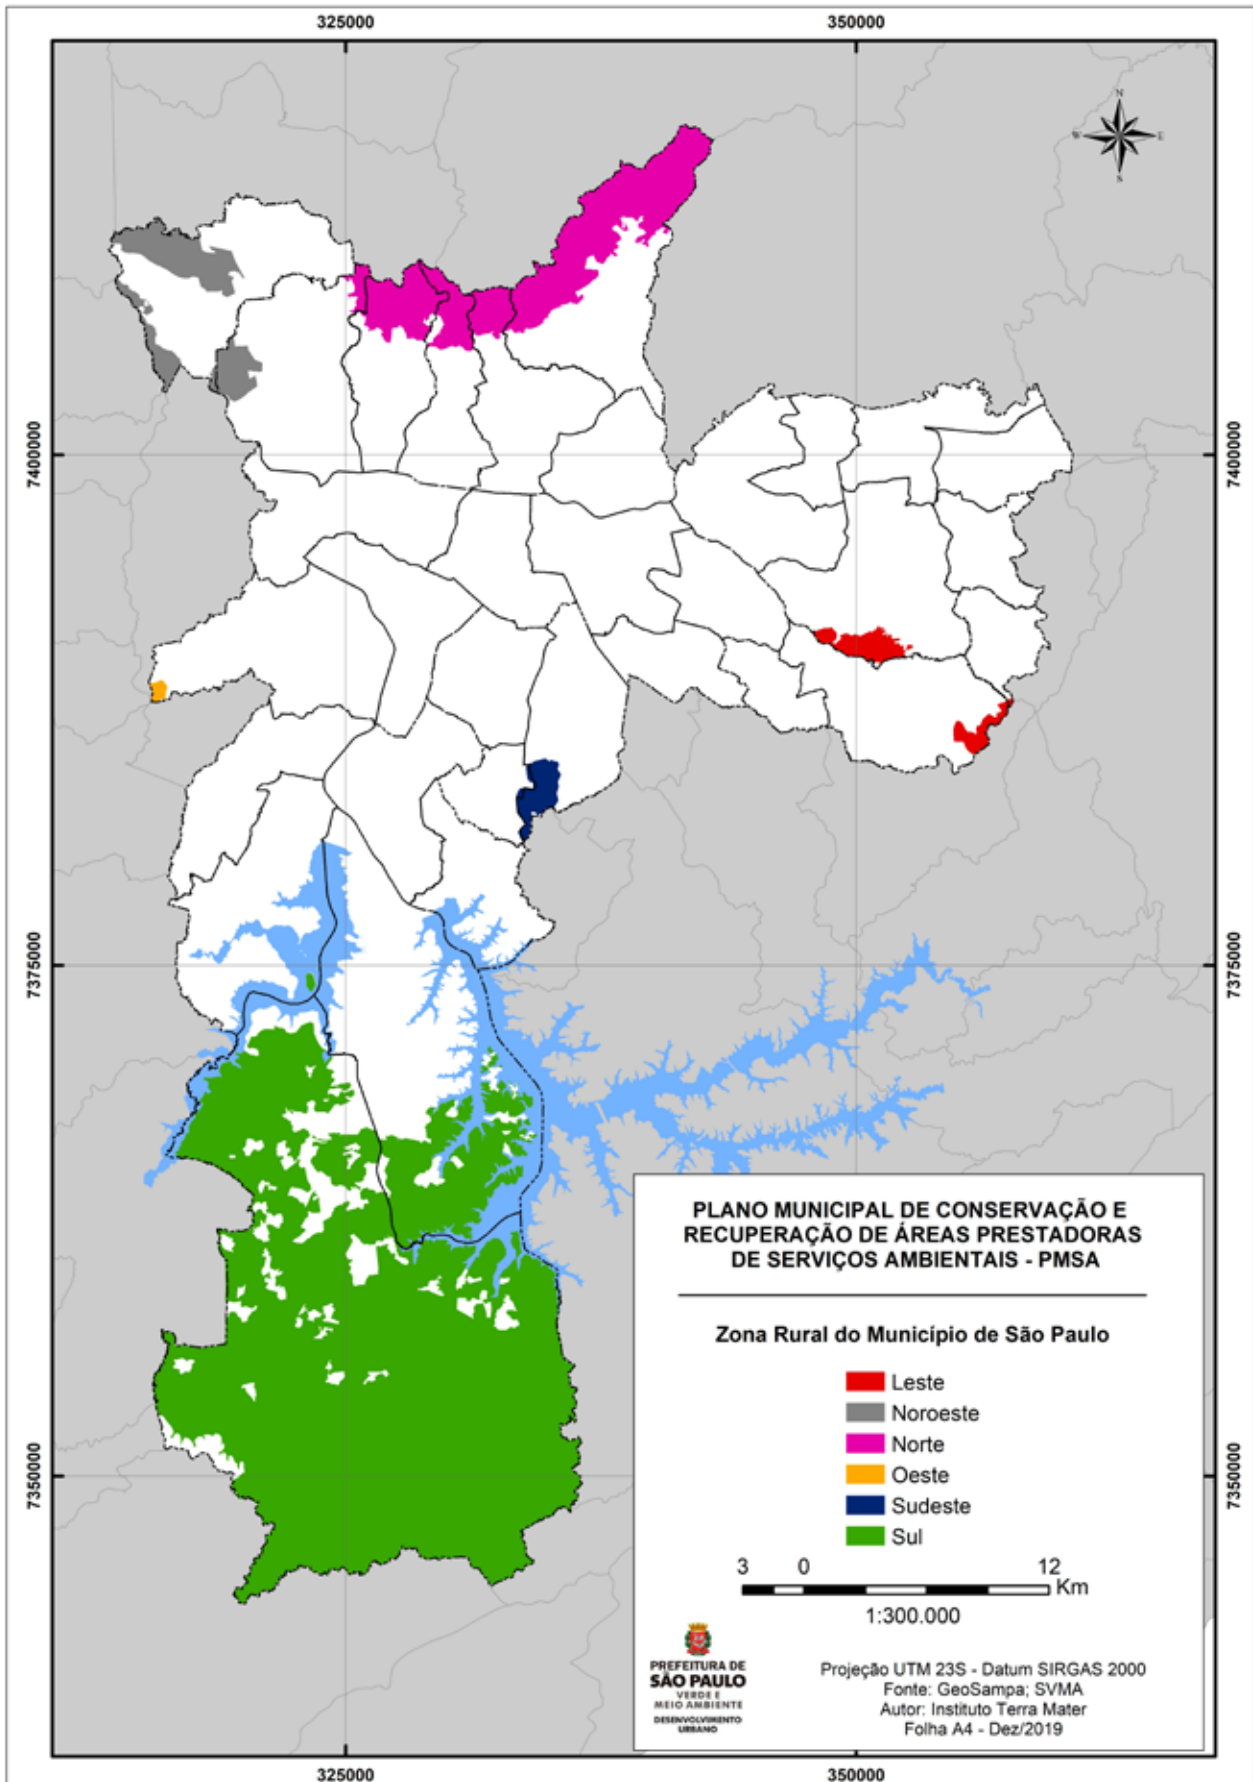 325000
350000
N
W
E
S
7400000
7400000
7375000
7375000
7350000
7350000
PLANO MUNICIPAL DE CONSERVAÇÃO E
RECUPERAÇÃO DE ÁREAS PRESTADORAS
DE SERVIÇOS AMBIENTAIS - PMSA
Zona Rural do Município de São Paulo
Leste
Noroeste
Norte
Oeste
Sudeste
Sul
3 0 12
Km
1:300.000
PREFEITURA DE
SÃO PAULO
VERDE E
MEIO AMBIENTE
DESENVOLVIMENTO
URBANO
Projeção UTM 23S - Datum SIRGAS 2000
Fonte: GeoSampa; SVMA
Autor: Instituto Terra Mater
Folha A4 - Dez/2019
325000
350000